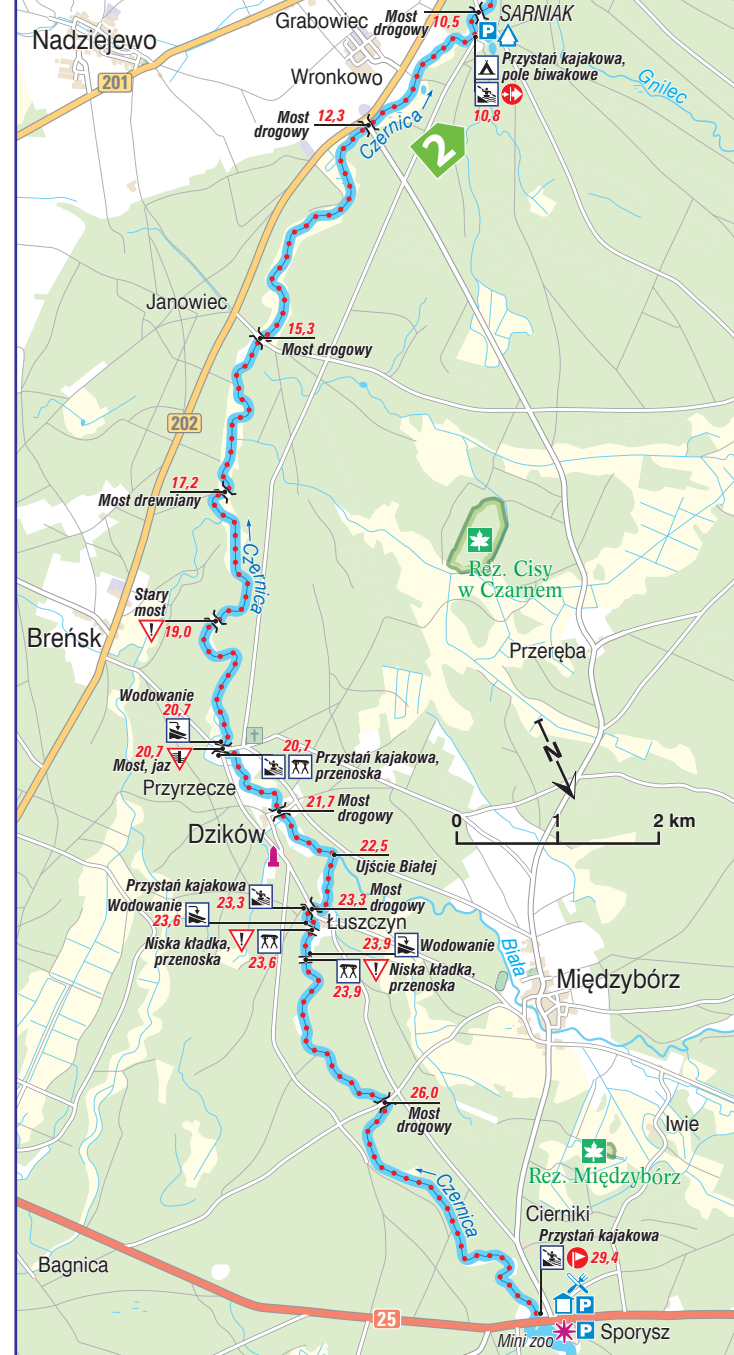 SARNIAK
Most
drogowy
10,5
P
Grabowiec
Nadziejewo
201
Wronkowo
Przystań kajakowa,
pole biwakowe
10,8
Gnilec
Most
drogowy
12,3
Czernica
2
Janowiec
15,3
Most drogowy
202
17,2
Most drewniany
Czernica
Rez. Cisy
w Czarnem
Stary
most
19,0
Breńsk
Przeręba
Wodowanie
20,7
20,7
Most, jaz
20,7
Przystań kajakowa,
przenoska
N
Przyrzecze
21,7 Most
drogowy
0 1 2 km
Dzików
22,5
Ujście Białej
Przystań kajakowa
23,3
23,3 Most
drogowy
Wodowanie
23,6
Łuszczyn
Niska kładka,
przenoska
23,6
23,9
Wodowanie
Niska kładka,
przenoska
23,9
Biała
Międzybórz
26,0
Most
drogowy
Iwie
Rez. Międzybórz
Czernica
Cierniki
Przystań kajakowa
29,4
Bagnica
25
P
Mini zoo
P
Sporysz